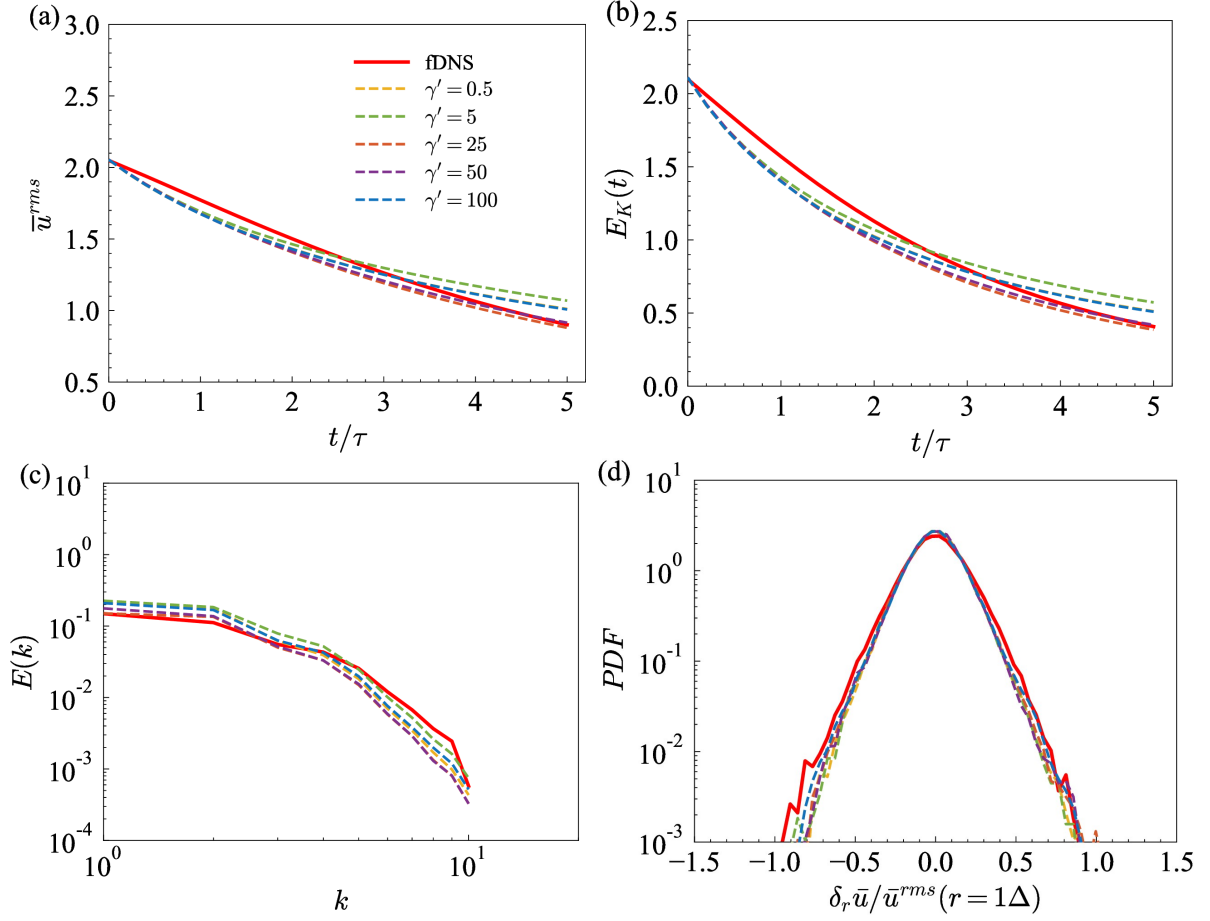 (a)
3.0
2.5
2.0
1.5
1.0
0.5
0 1 2 3 4 5
t/τ
ū^{rms}
fDNS
γ′ = 0.5
γ′ = 5
γ′ = 25
γ′ = 50
γ′ = 100
(b)
2.5
2.0
1.5
1.0
0.5
0.0
0 1 2 3 4 5
t/τ
E_K(t)
(c)
10^1
10^0
10^{-1}
10^{-2}
10^{-3}
10^{-4}
10^0 10^1
k
E(k)
(d)
10^1
10^0
10^{-1}
10^{-2}
10^{-3}
−1.5 −1.0 −0.5 0.0 0.5 1.0 1.5
δ_r ū/ū^{rms}(r = 1Δ)
PDF